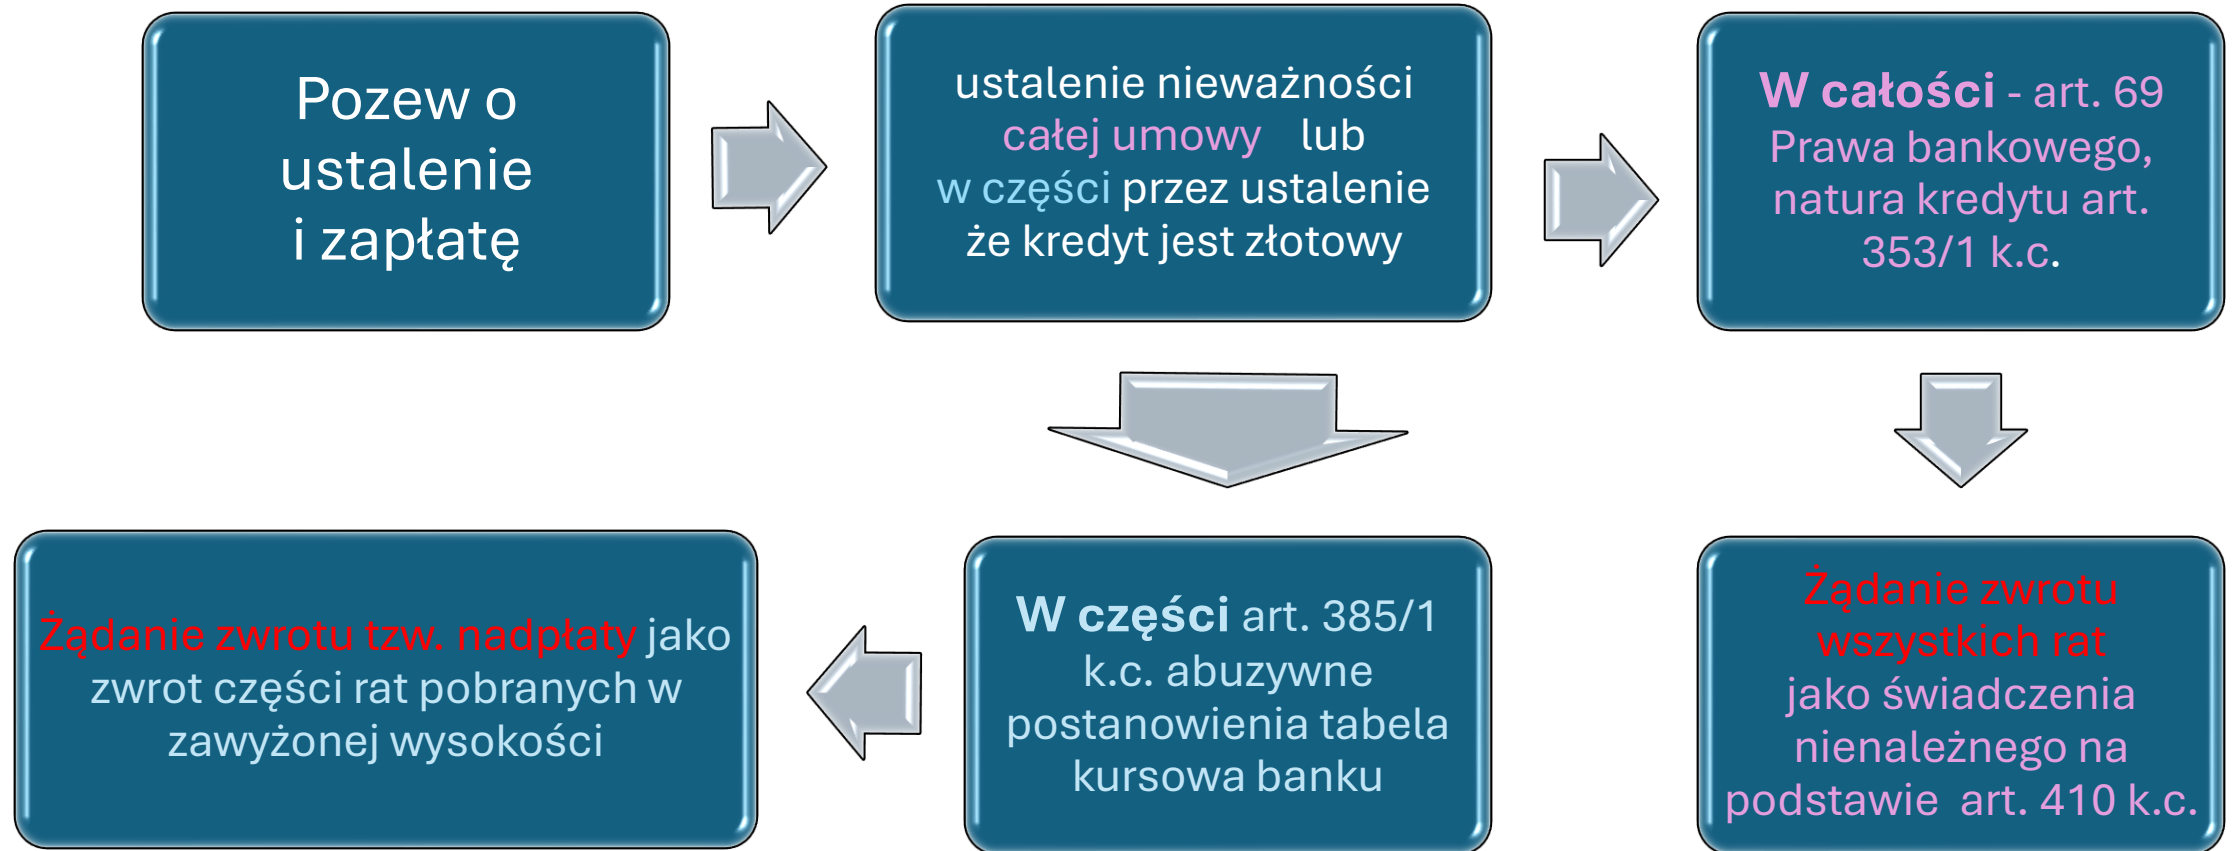 Pozew o
ustalenie
i zapłatę
ustalenie nieważności
całej umowy lub
w części przez ustalenie
że kredyt jest złotowy
W całości - art. 69
Prawa bankowego,
natura kredytu art.
353/1 k.c.
Żądanie zwrotu tzw. nadpłaty jako
zwrot części rat pobranych w
zawyżonej wysokości
W części art. 385/1
k.c. abuzywne
postanowienia tabela
kursowa banku
Żądanie zwrotu
wszystkich rat
jako świadczenia
nienależnego na
podstawie art. 410 k.c.